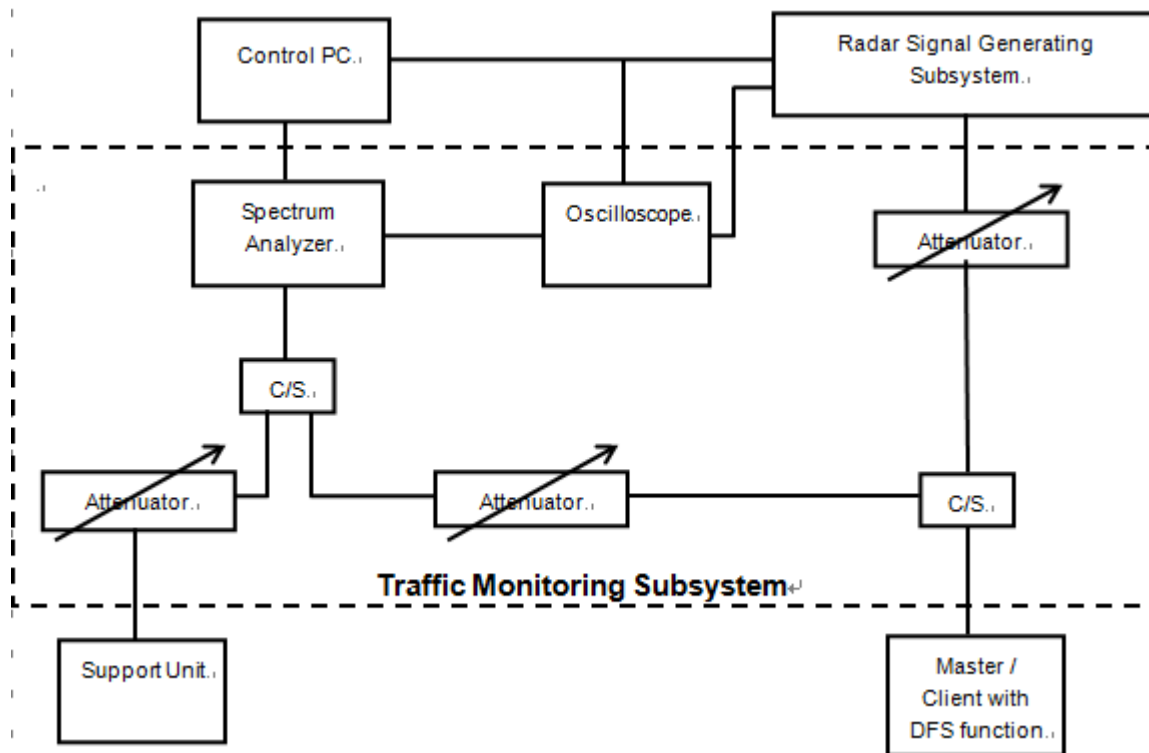 Control PC
Radar Signal Generating
Subsystem
Spectrum
Analyzer
Oscilloscope
Attenuator
C/S
Attenuator
Attenuator
C/S
Traffic Monitoring Subsystem
Support Unit
Master /
Client with
DFS function